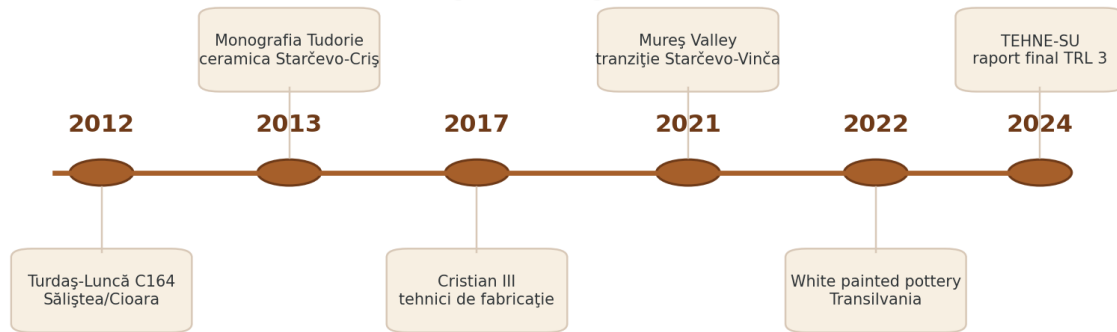 Monografia Tudorie
ceramica Starčevo-Criş
Mureş Valley
tranziţie Starčevo-Vinča
TEHNE-SU
raport final TRL 3
2012
2013
2017
2021
2022
2024
Turdaş-Luncă C164
Săliştea/Cioara
Cristian III
tehnici de fabricaţie
White painted pottery
Transilvania